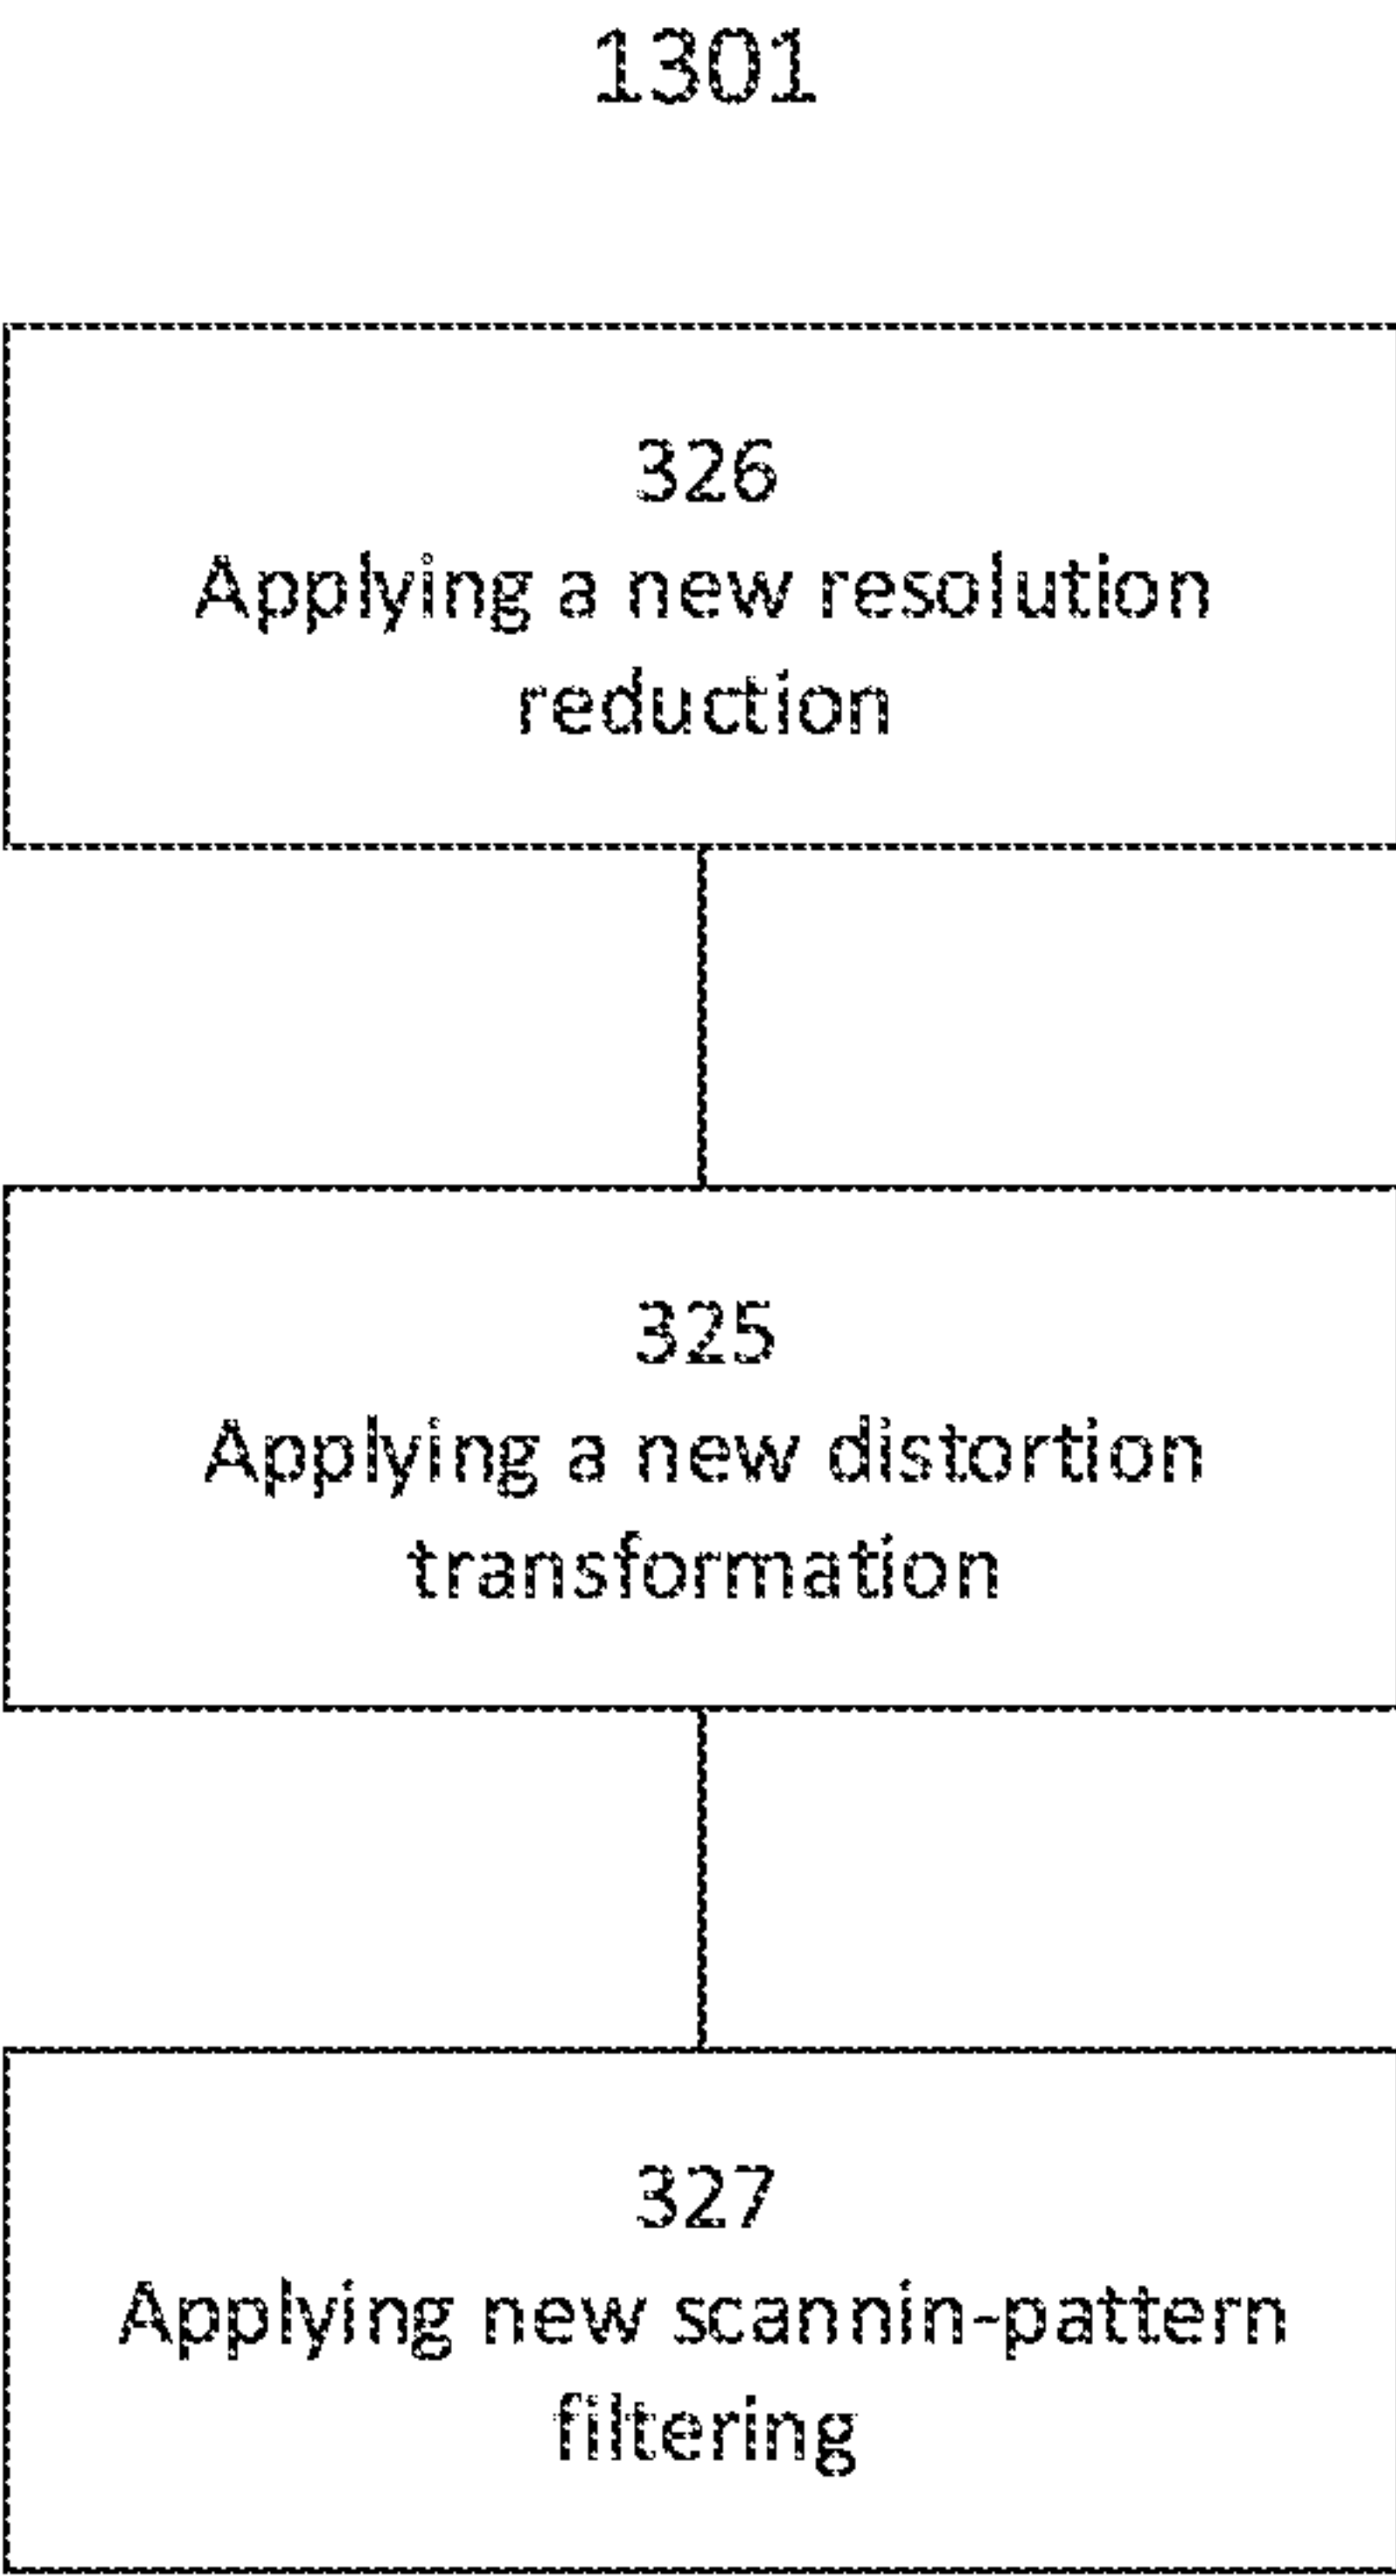 1301
326
Applying a new resolution
reduction
325
Applying a new distortion
transformation
327
Applying new scannin-pattern
filtering